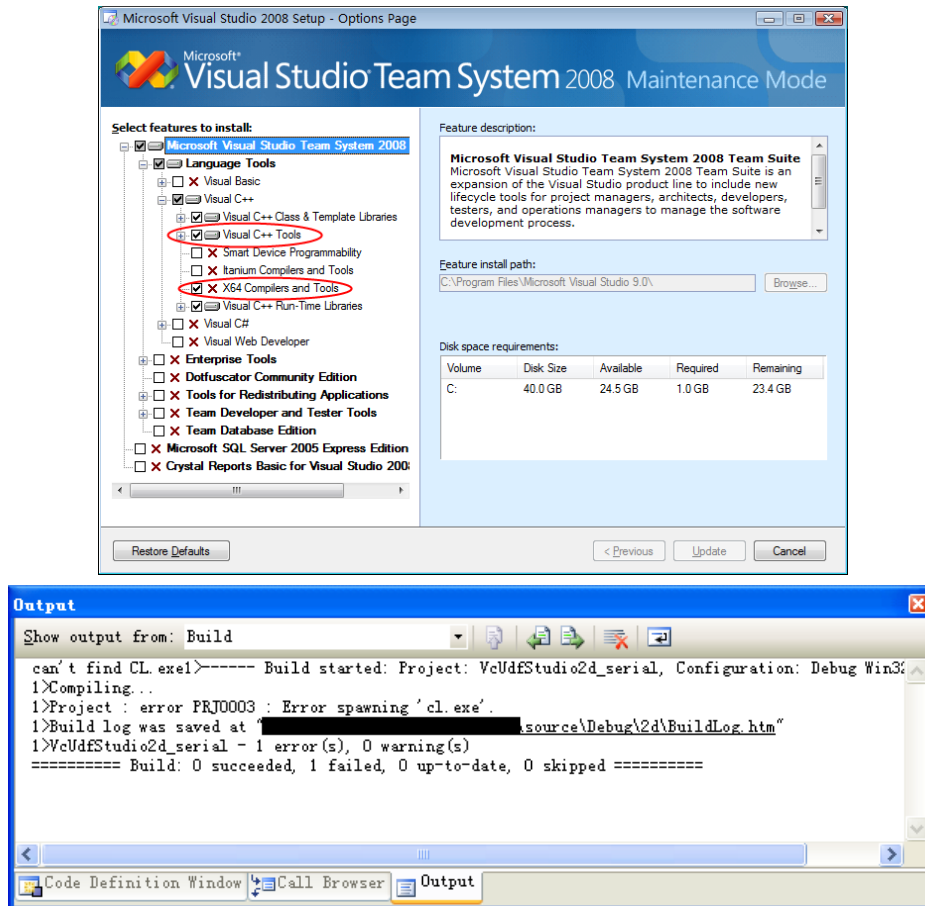 Microsoft Visual Studio 2008 Setup - Options Page
Microsoft®
Visual Studio Team System 2008 Maintenance Mode
Select features to install:
Microsoft Visual Studio Team System 2008
Language Tools
Visual Basic
Visual C++
Visual C++ Class & Template Libraries
Visual C++ Tools
Smart Device Programmability
Itanium Compilers and Tools
X64 Compilers and Tools
Visual C++ Run-Time Libraries
Visual C#
Visual Web Developer
Enterprise Tools
Dotfuscator Community Edition
Tools for Redistributing Applications
Team Developer and Tester Tools
Team Database Edition
Microsoft SQL Server 2005 Express Edition
Crystal Reports Basic for Visual Studio 200
Restore Defaults
Feature description:
Microsoft Visual Studio Team System 2008 Team Suite
Microsoft Visual Studio Team System 2008 Team Suite is an
expansion of the Visual Studio product line to include new
lifecycle tools for project managers, architects, developers,
testers, and operations managers to manage the software
development process.
Feature install path:
C:\Program Files\Microsoft Visual Studio 9.0\
Browse...
Disk space requirements:
Volume Disk Size Available Required Remaining
C: 40.0 GB 24.5 GB 1.0 GB 23.4 GB
< Previous Update Cancel
Output
Show output from: Build
can't find CL.exe1>------ Build started: Project: VcUdfStudio2d_serial, Configuration: Debug Win32
1>Compiling...
1>Project : error PRJ0003 : Error spawning 'cl.exe'.
1>Build log was saved at "\source\Debug\2d\BuildLog.htm"
1>VcUdfStudio2d_serial - 1 error(s), 0 warning(s)
========== Build: 0 succeeded, 1 failed, 0 up-to-date, 0 skipped ==========
Code Definition Window Call Browser Output